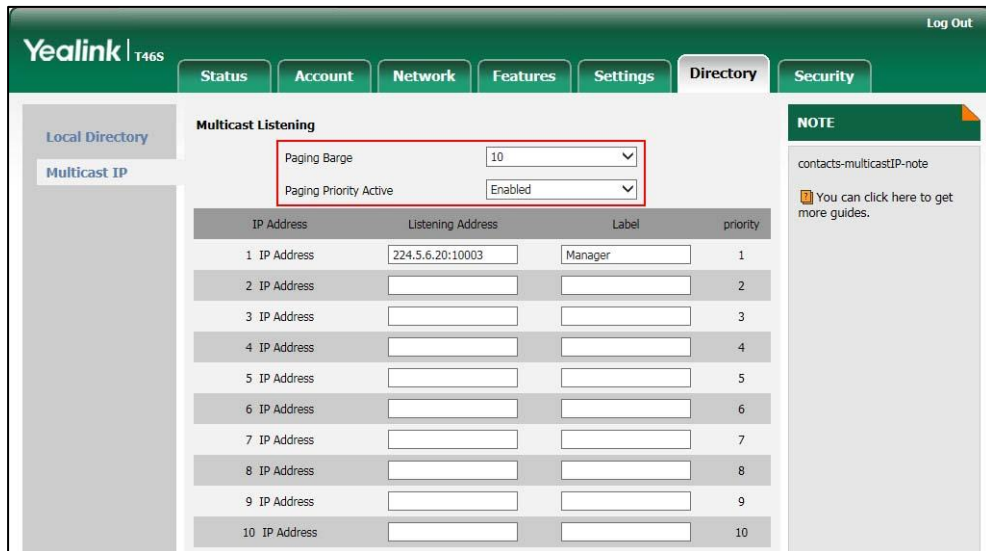 Log Out
Yealink T46S
Status Account Network Features Settings Directory Security
Local Directory
Multicast IP
Multicast Listening
Paging Barge 10
Paging Priority Active Enabled
IP Address Listening Address Label priority
1 IP Address 224.5.6.20:10003 Manager 1
2 IP Address 2
3 IP Address 3
4 IP Address 4
5 IP Address 5
6 IP Address 6
7 IP Address 7
8 IP Address 8
9 IP Address 9
10 IP Address 10
NOTE
contacts-multicastIP-note
You can click here to get
more guides.